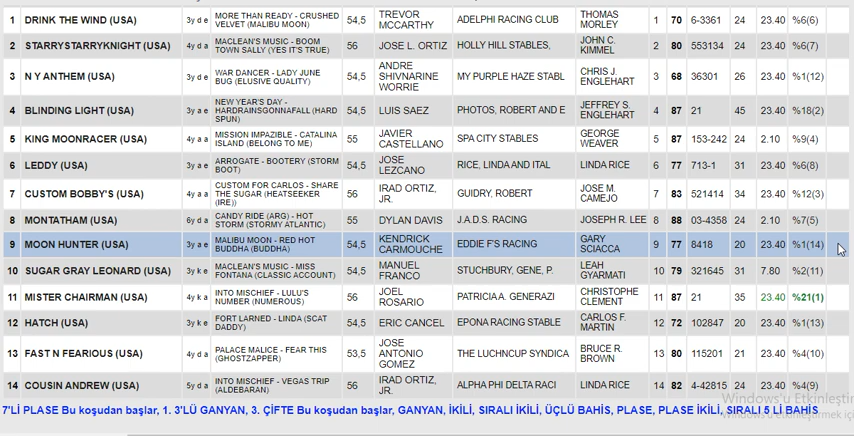 1 DRINK THE WIND (USA) 3y d e MORE THAN READY - CRUSHED VELVET (MALIBU MOON) 54,5 TREVOR MCCARTHY ADELPHI RACING CLUB THOMAS MORLEY 1 70 6-3361 24 23.40 %6(6)
2 STARRYSTARRYKNIGHT (USA) 4y d a MACLEAN'S MUSIC - BOOM TOWN SALLY (YES IT'S TRUE) 56 JOSE L. ORTIZ HOLLY HILL STABLES, JOHN C. KIMMEL 2 80 553134 24 23.40 %6(7)
3 N Y ANTHEM (USA) 3y d e WAR DANCER - LADY JUNE BUG (ELUSIVE QUALITY) 54,5 ANDRE SHIVNARINE WORRIE MY PURPLE HAZE STABL CHRIS J. ENGLEHART 3 68 36301 26 23.40 %1(12)
4 BLINDING LIGHT (USA) 3y a e NEW YEAR'S DAY - HARDRAINSGONNAFALL (HARD SPUN) 54,5 LUIS SAEZ PHOTOS, ROBERT AND E JEFFREY S. ENGLEHART 4 87 21 45 23.40 %18(2)
5 KING MOONRACER (USA) 4y a a MISSION IMPAZIBLE - CATALINA ISLAND (BELONG TO ME) 55 JAVIER CASTELLANO SPA CITY STABLES GEORGE WEAVER 5 87 153-242 24 2.10 %9(4)
6 LEDDY (USA) 3y a e ARROGATE - BOOTERY (STORM BOOT) 54,5 JOSE LEZCANO RICE, LINDA AND ITAL LINDA RICE 6 77 713-1 31 23.40 %6(8)
7 CUSTOM BOBBY'S (USA) 4y a a CUSTOM FOR CARLOS - SHARE THE SUGAR (HEATSEEKER (IRE)) 56 IRAD ORTIZ, JR. GUIDRY, ROBERT JOSE M. CAMEJO 7 83 521414 34 23.40 %12(3)
8 MONTATHAM (USA) 6y d a CANDY RIDE (ARG) - HOT STORM (STORMY ATLANTIC) 55 DYLAN DAVIS J.A.D.S. RACING JOSEPH R. LEE 8 88 03-4358 24 2.10 %7(5)
9 MOON HUNTER (USA) 3y a e MALIBU MOON - RED HOT BUDDHA (BUDDHA) 54,5 KENDRICK CARMOUCHE EDDIE F'S RACING GARY SCIACCA 9 77 8418 20 23.40 %1(14)
10 SUGAR GRAY LEONARD (USA) 3y k e MACLEAN'S MUSIC - MISS FONTANA (CLASSIC ACCOUNT) 54,5 MANUEL FRANCO STUCHBURY, GENE, P. LEAH GYARMATI 10 79 321645 31 7.80 %2(11)
11 MISTER CHAIRMAN (USA) 4y k a INTO MISCHIEF - LULU'S NUMBER (NUMEROUS) 56 JOEL ROSARIO PATRICIA A. GENERAZI CHRISTOPHE CLEMENT 11 87 21 35 23.40 %21(1)
12 HATCH (USA) 3y k e FORT LARNED - LINDA (SCAT DADDY) 54,5 ERIC CANCEL EPONA RACING STABLE CARLOS F. MARTIN 12 72 102847 20 23.40 %1(13)
13 FAST N FEARIOUS (USA) 4y d a PALACE MALICE - FEAR THIS (GHOSTZAPPER) 53,5 JOSE ANTONIO GOMEZ THE LUCHNCUP SYNDICA BRUCE R. BROWN 13 80 115201 21 23.40 %4(10)
14 COUSIN ANDREW (USA) 5y d a INTO MISCHIEF - VEGAS TRIP (ALDEBARAN) 56 IRAD ORTIZ, JR. ALPHA PHI DELTA RACI LINDA RICE 14 82 4-42815 24 23.40 %4(9)
7'Lİ PLASE Bu koşudan başlar, 1. 3'LÜ GANYAN, 3. ÇİFTE Bu koşudan başlar, GANYAN, İKİLİ, SIRALI İKİLİ, ÜÇLÜ BAHİS, PLASE, PLASE İKİLİ, SIRALI 5 Lİ BAHİS
Windows'u Etkinleştir
Windows'u etkinleştirmek iç